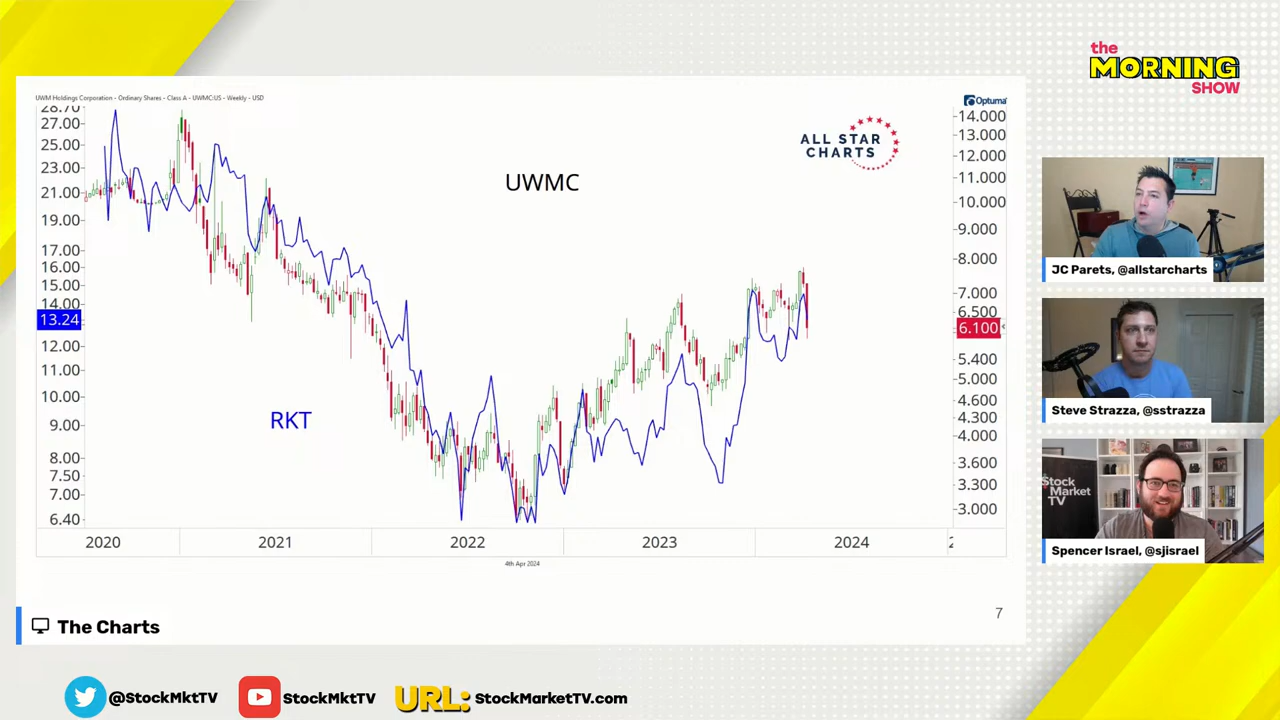 the
MORNING
SHOW
UWM Holdings Corporation - Ordinary Shares - Class A - UWMC:US - Weekly - USD
Optuma
28.70
27.00
25.00
23.00
21.00
19.00
17.00
16.00
15.00
14.00
13.24
12.00
11.00
10.00
9.00
8.00
7.50
7.00
6.40
ALL STAR
CHARTS
UWMC
RKT
14.000
13.000
12.000
11.000
10.000
9.000
8.000
7.000
6.500
6.100
5.400
5.000
4.600
4.300
4.000
3.600
3.300
3.000
2020
2021
2022
2023
2024
4th Apr 2024
7
JC Parets, @allstarcharts
Steve Strazza, @sstrazza
Stock
Market
TV
Spencer Israel, @sjisrael
The Charts
@StockMktTV
StockMktTV
URL:
StockMarketTV.com